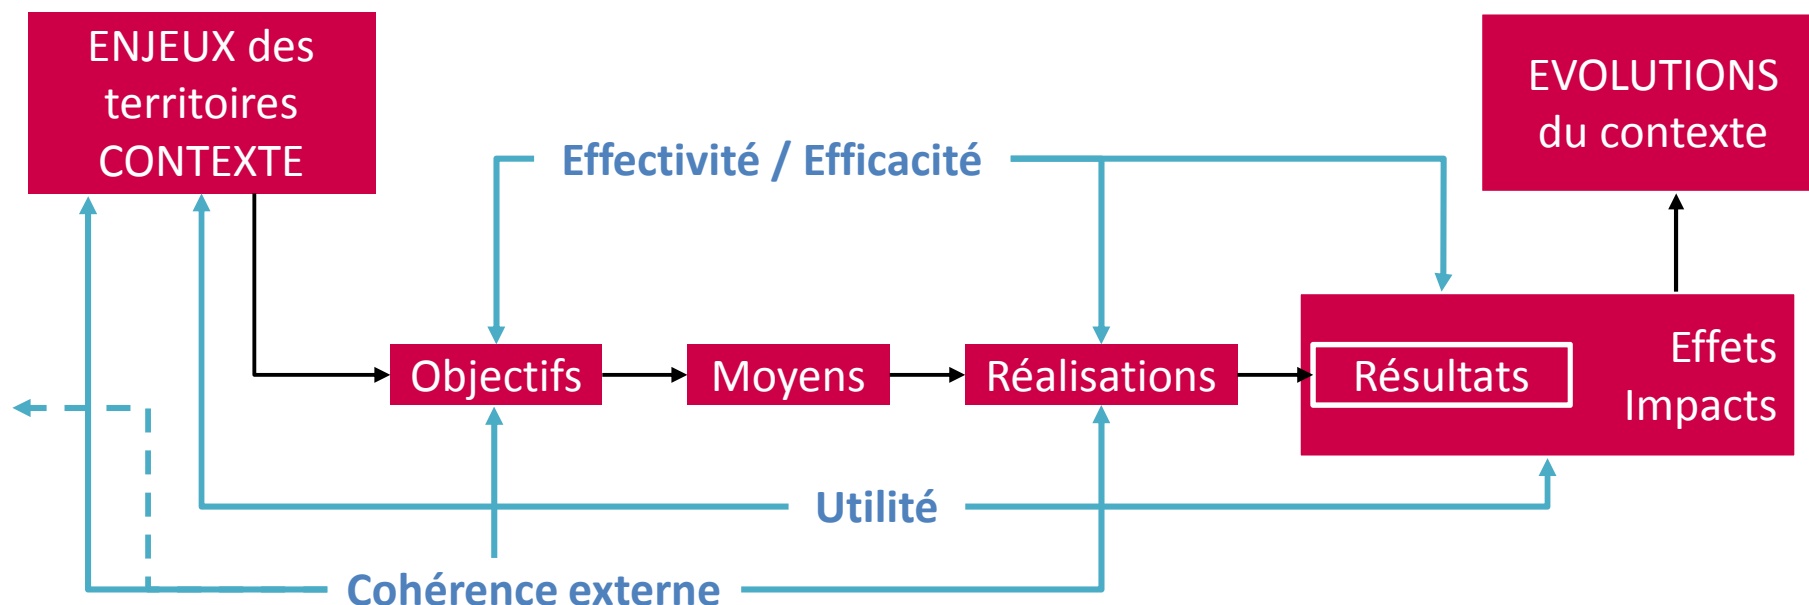 ENJEUX des
territoires
CONTEXTE
EVOLUTIONS
du contexte
Effectivité / Efficacité
Objectifs
Moyens
Réalisations
Résultats
Effets
Impacts
Utilité
Cohérence externe